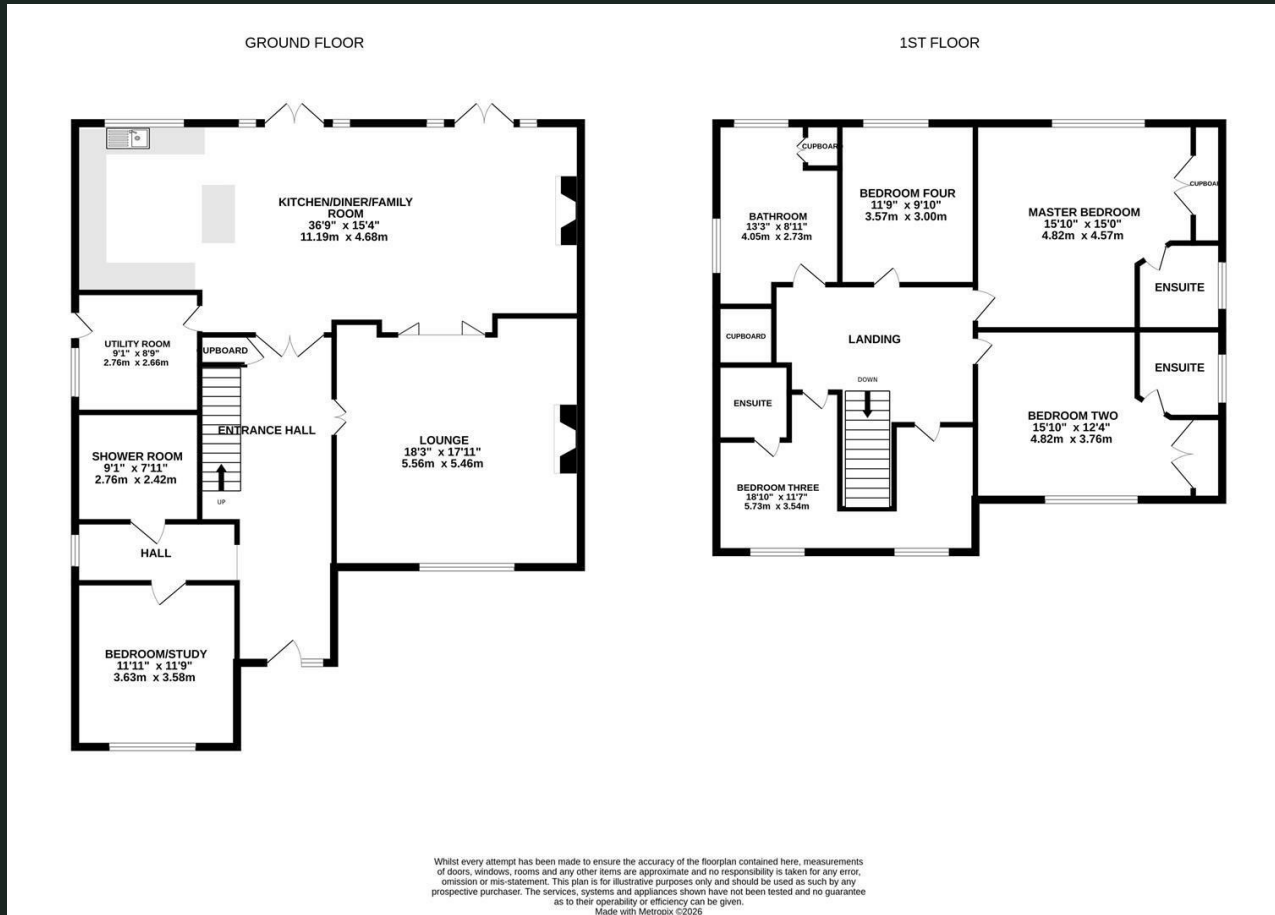 GROUND FLOOR
KITCHEN/DINER/FAMILY
ROOM
36'9" x 15'4"
11.19m x 4.68m
UTILITY ROOM
9'1" x 8'9"
2.76m x 2.66m
UPBOARD
ENTRANCE HALL
UP
LOUNGE
18'3" x 17'11"
5.56m x 5.46m
SHOWER ROOM
9'1" x 7'11"
2.76m x 2.42m
HALL
BEDROOM/STUDY
11'11" x 11'9"
3.63m x 3.58m
1ST FLOOR
CUPBOARD
BATHROOM
13'3" x 8'11"
4.05m x 2.73m
BEDROOM FOUR
11'9" x 9'10"
3.57m x 3.00m
MASTER BEDROOM
15'10" x 15'0"
4.82m x 4.57m
CUPBOARD
ENSUITE
CUPBOARD
LANDING
DOWN
ENSUITE
ENSUITE
BEDROOM TWO
15'10" x 12'4"
4.82m x 3.76m
BEDROOM THREE
18'10" x 11'7"
5.73m x 3.54m
Whilst every attempt has been made to ensure the accuracy of the floorplan contained here, measurements
of doors, windows, rooms and any other items are approximate and no responsibility is taken for any error,
omission or mis-statement. This plan is for illustrative purposes only and should be used as such by any
prospective purchaser. The services, systems and appliances shown have not been tested and no guarantee
as to their operability or efficiency can be given.
Made with Metropix ©2026